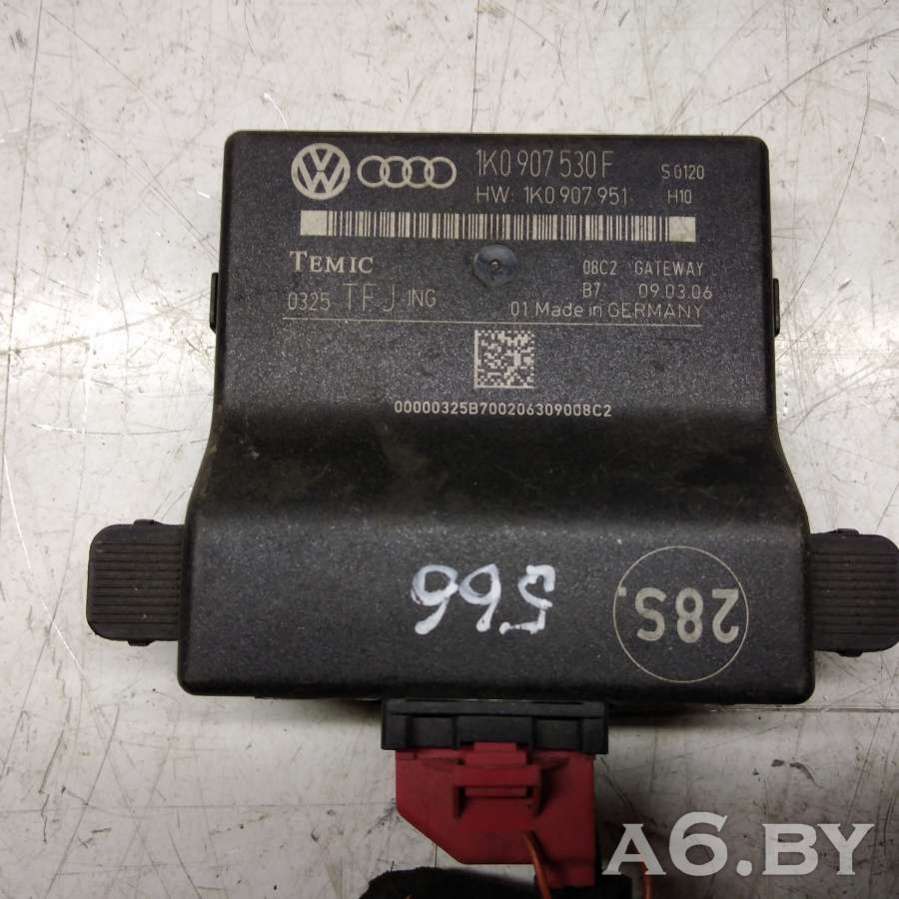 1K0 907 530 F S 0120
HW: 1K0 907 951 H10
TEMIC 08C2 GATEWAY
B7 09.03.06
0325 TFJ ING 01 Made in GERMANY
00000325B700206309008C2
566
28S.
A6.BY